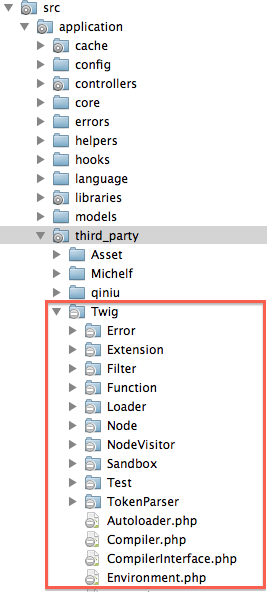 src
application
cache
config
controllers
core
errors
helpers
hooks
language
libraries
models
third_party
Asset
Michelf
qiniu
Twig
Error
Extension
Filter
Function
Loader
Node
NodeVisitor
Sandbox
Test
TokenParser
Autoloader.php
Compiler.php
CompilerInterface.php
Environment.php